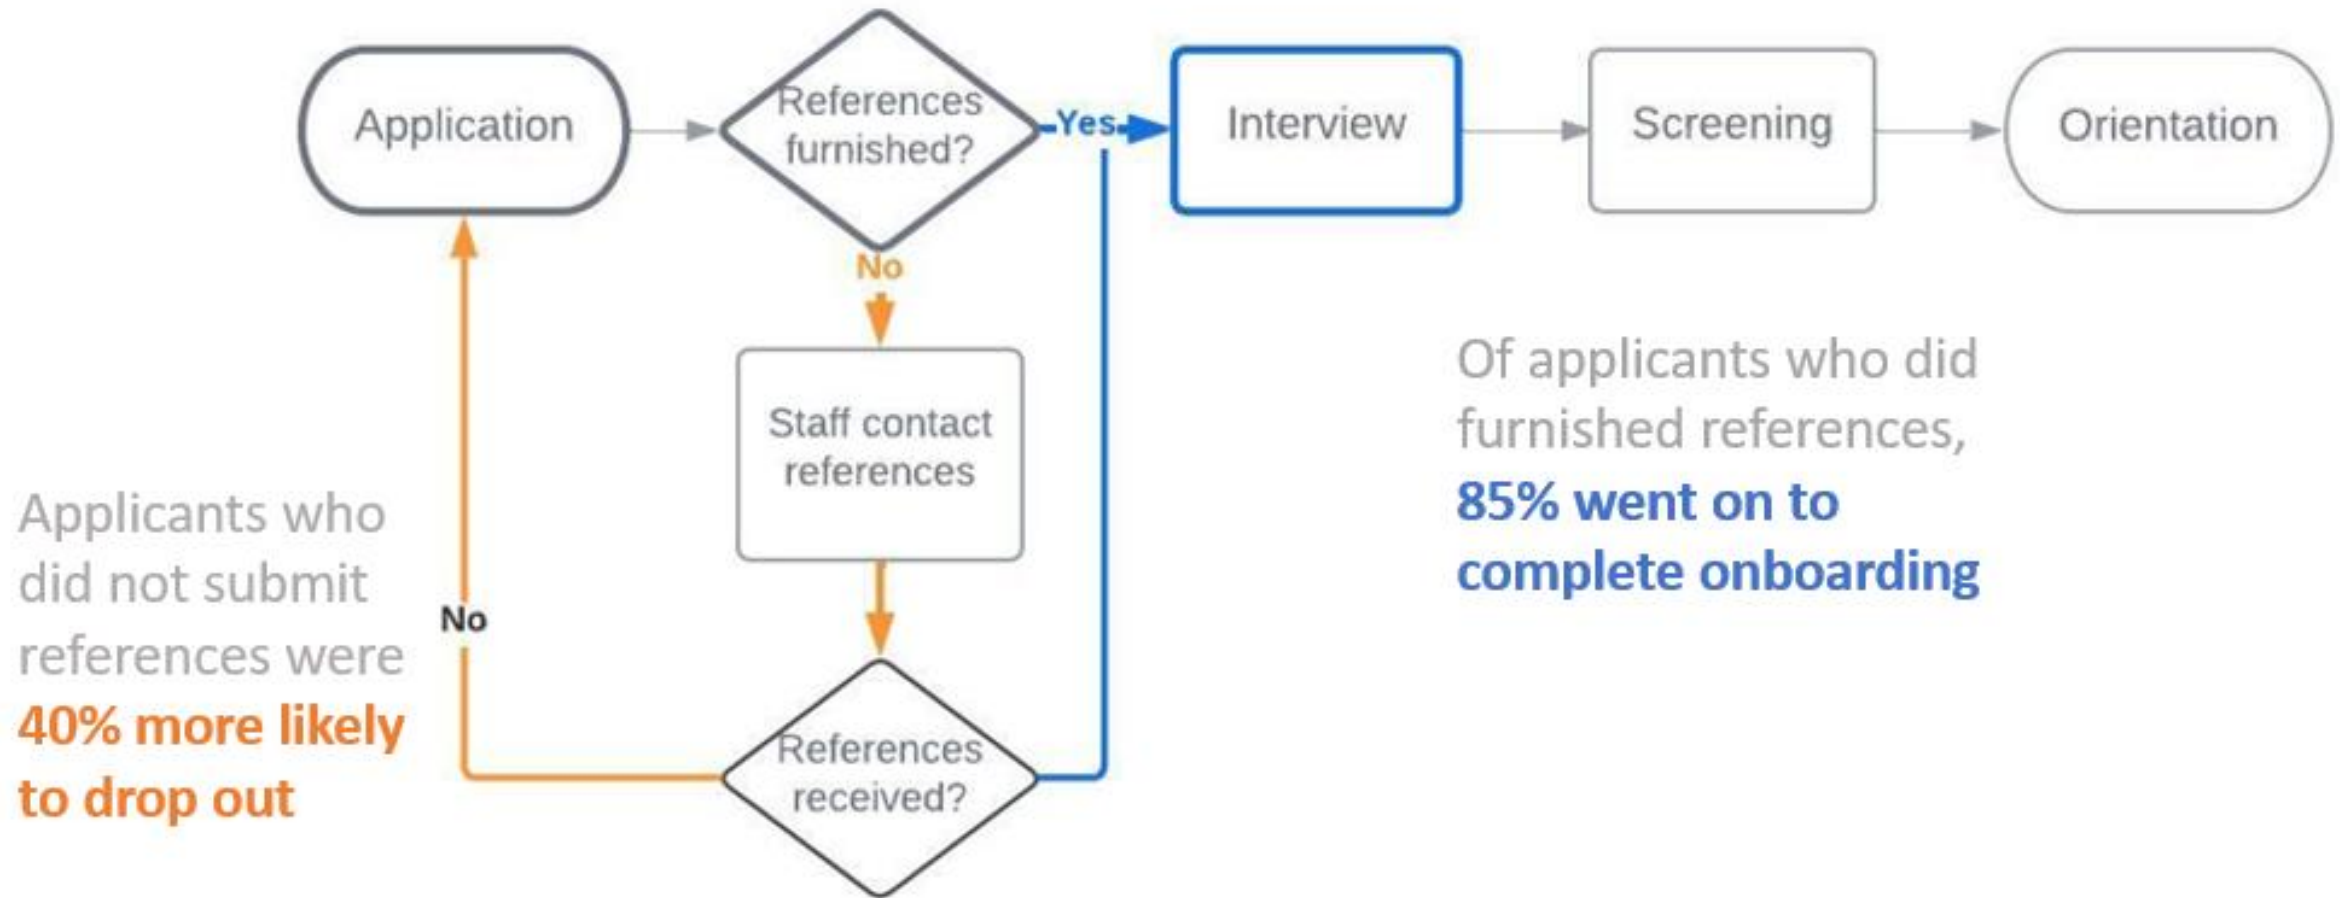 Application
References
furnished?
Yes
Interview
Screening
Orientation
No
Staff contact
references
References
received?
No
Applicants who
did not submit
references were
40% more likely
to drop out
Of applicants who did
furnished references,
85% went on to
complete onboarding